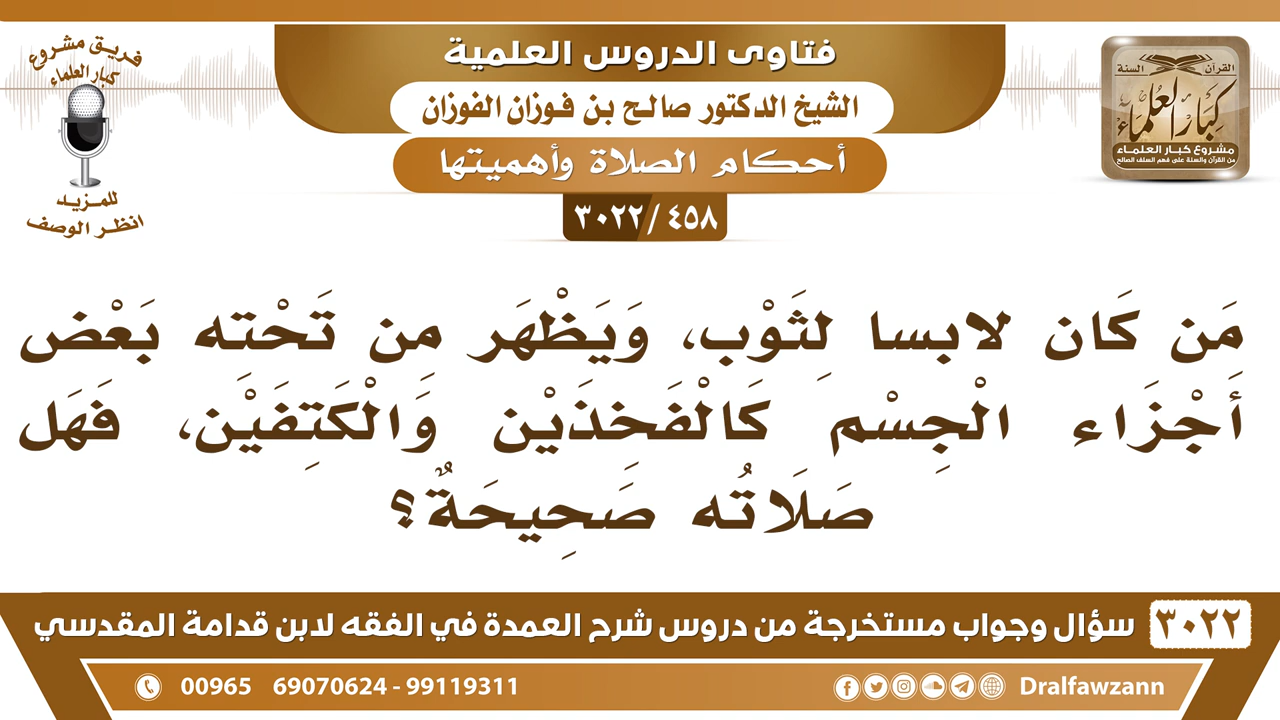 فتاوى الدروس العلمية
الشيخ الدكتور صالح بن فوزان الفوزان
أحكام الصلاة وأهميتها
٤٥٨ / ٣٠٢٢
القرآن السنة
كبار العلماء
مشروع كبار العلماء
من القرآن والسنة على فهم السلف الصالح
فريق مشروع
كبار العلماء
للمزيد
انظر الوصف
مَن كَان لابسا لِثَوْب، وَيَظْهَر من تَحْتَه بَعْض
أَجْزَاء الْجِسْم كَالْفَخذَيْن وَالْكَتِفَيْن، فَهَل
صَلَاتُه صَحِيحَةٌ؟
٣٠٢٢ سؤال وجواب مستخرجة من دروس شرح العمدة في الفقه لابن قدامة المقدسي
00965 69070624 - 99119311
Dralfawzann